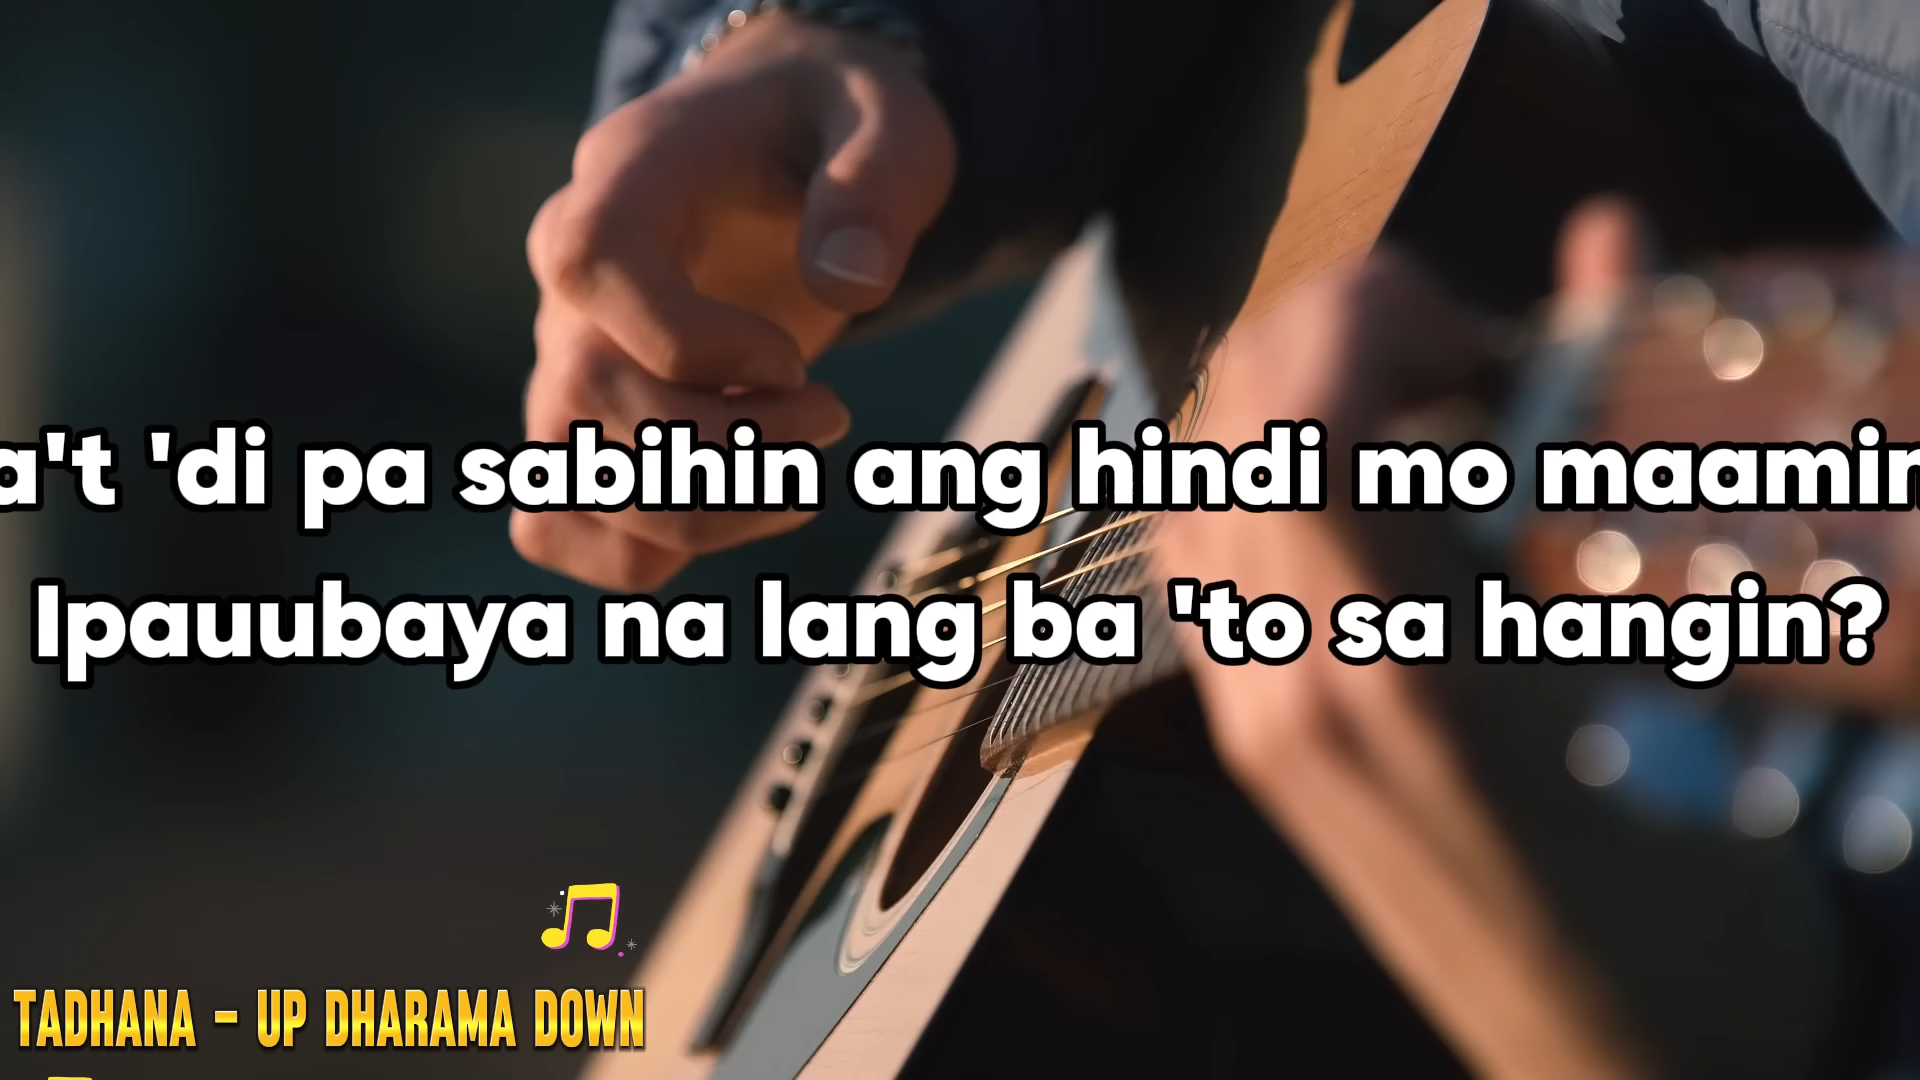 a't 'di pa sabihin ang hindi mo maamin
Ipauubaya na lang ba 'to sa hangin?
TADHANA - UP DHARAMA DOWN